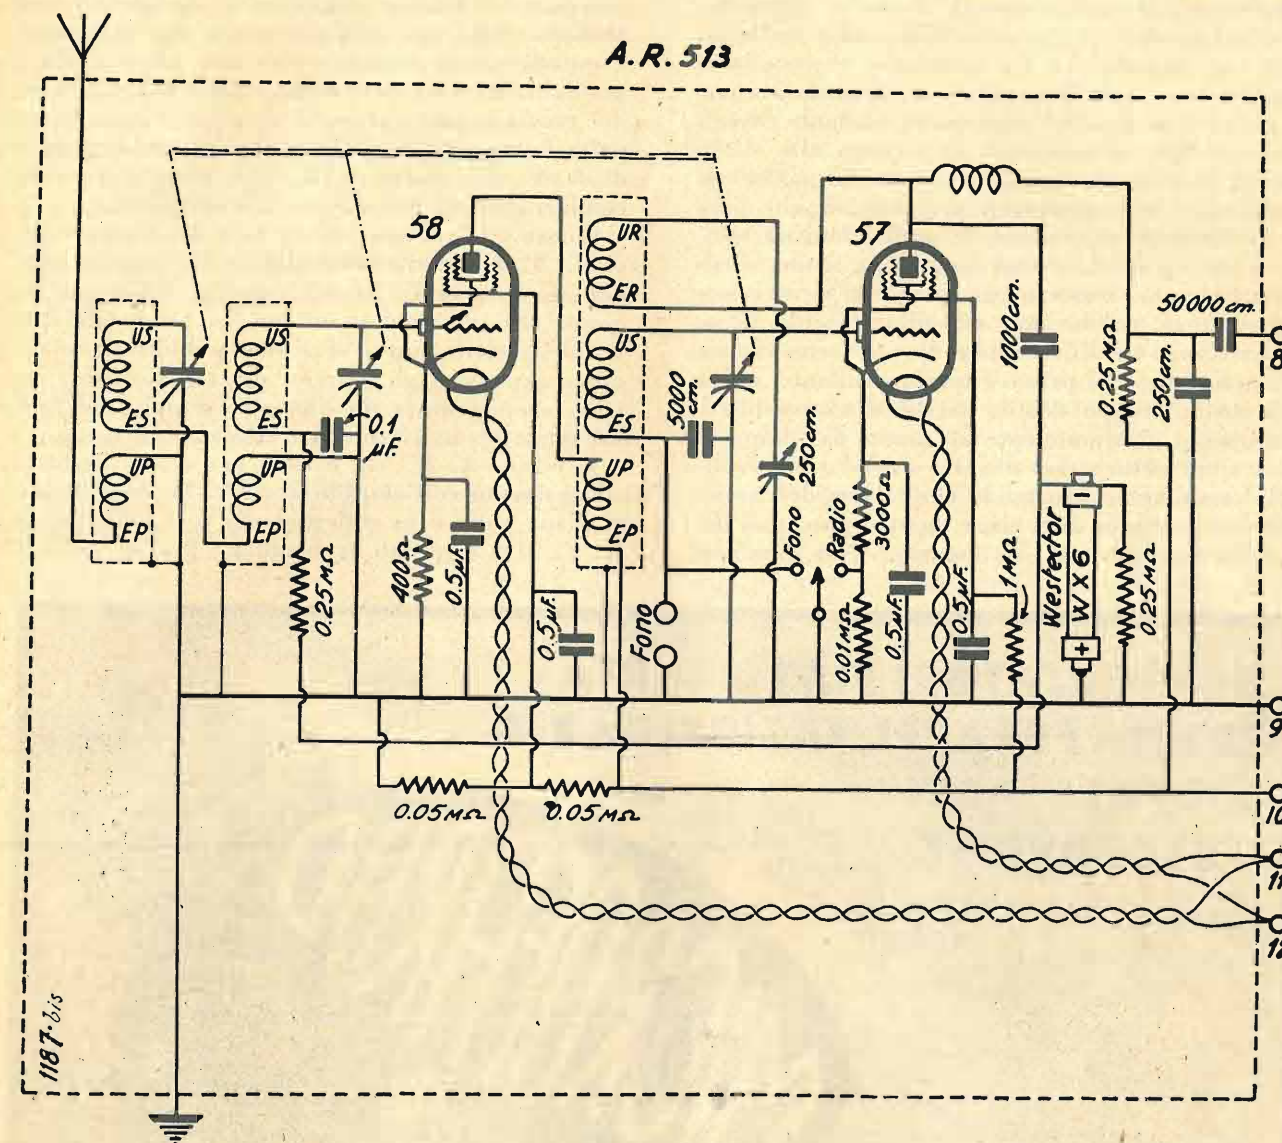 A.R. 513
58
57
UR
ER
US
ES
UP
EP
US
ES
UP
EP
US
ES
UP
EP
0.1 µF.
0.25 MΩ
400Ω
0.5µF.
0.5µF.
5000 cm.
250 cm.
Fono
Radio
Fono
3000Ω
0.01 MΩ
0.5µF.
0.5µF.
1 MΩ
1000 cm.
0.25 MΩ
250 cm.
50000 cm.
Westector
W X 6
-
+
0.25 MΩ
0.05 MΩ
0.05 MΩ
8
9
10
11
12
1187·bis